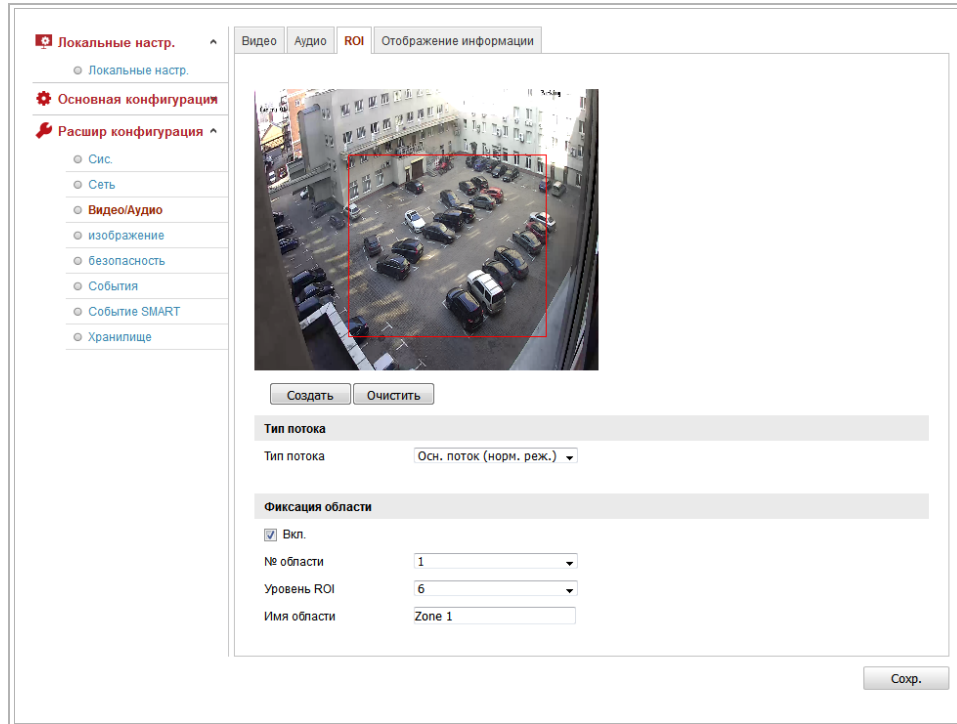 Локальные настр.
Локальные настр.
Основная конфигурация
Расшир конфигурация
Сис.
Сеть
Видео/Аудио
изображение
безопасность
События
Событие SMART
Хранилище
Видео Аудио ROI Отображение информации
Создать Очистить
Тип потока
Тип потока Осн. поток (норм. реж.)
Фиксация области
Вкл.
№ области 1
Уровень ROI 6
Имя области Zone 1
Сохр.